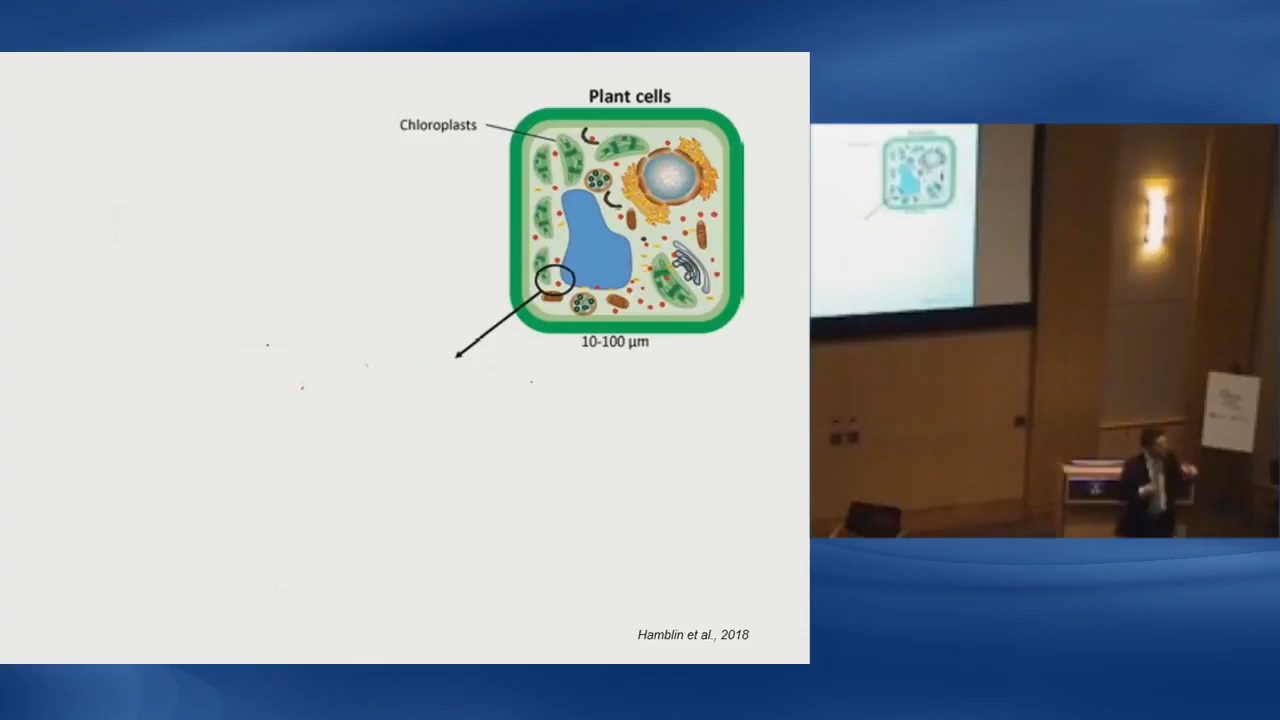 Plant cells
Chloroplasts
10-100 µm
Hamblin et al., 2018